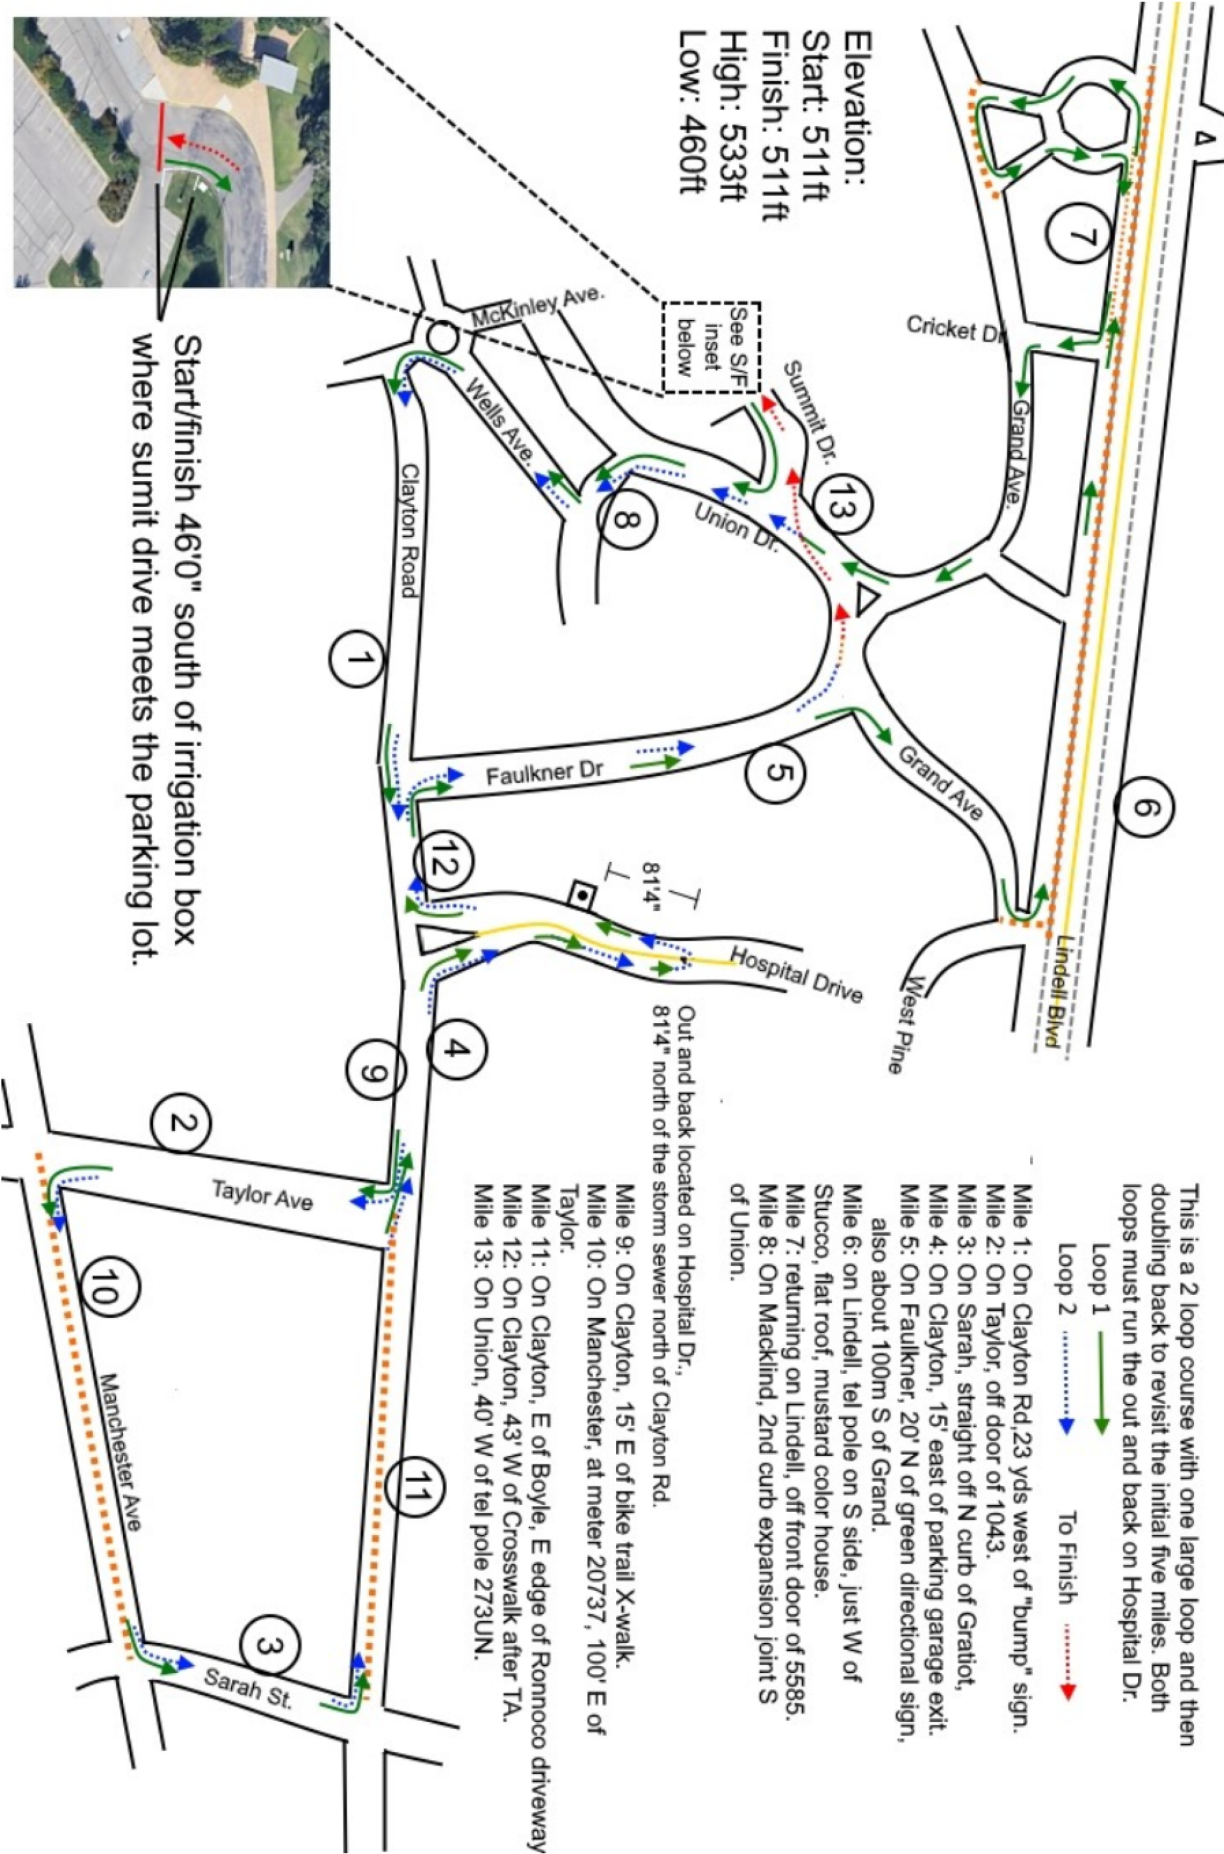 This is a 2 loop course with one large loop and then
doubling back to revisit the initial five miles. Both
loops must run the out and back on Hospital Dr.
Loop 1
Loop 2
To Finish
Mile 1: On Clayton Rd,23 yds west of "bump" sign.
Mile 2: On Taylor, off door of 1043.
Mile 3: On Sarah, straight off N curb of Gratiot,
Mile 4: On Clayton, 15' east of parking garage exit.
Mile 5: On Faulkner, 20' N of green directional sign,
also about 100m S of Grand.
Mile 6: on Lindell, tel pole on S side, just W of
Stucco, flat roof, mustard color house.
Mile 7: returning on Lindell, off front door of 5585.
Mile 8: On Macklind, 2nd curb expansion joint S
of Union.
Out and back located on Hospital Dr.,
81'4" north of the storm sewer north of Clayton Rd.
Mile 9: On Clayton, 15' E of bike trail X-walk.
Mile 10: On Manchester, at meter 20737, 100' E of
Taylor.
Mile 11: On Clayton, E of Boyle, E edge of Ronnoco driveway
Mile 12: On Clayton, 43' W of Crosswalk after TA.
Mile 13: On Union, 40' W of tel pole 273UN.
Elevation:
Start: 511ft
Finish: 511ft
High: 533ft
Low: 460ft
7
6
Lindell Blvd
Cricket Dr
Grand Ave.
Grand Ave
West Pine
Summit Dr.
13
See S/F
inset
below
Union Dr.
5
McKinley Ave.
Wells Ave.
8
Faulkner Dr
81'4"
Hospital Drive
Clayton Road
1
12
4
9
2
Taylor Ave
11
10
Manchester Ave
3
Sarah St.
Start/finish 46'0" south of irrigation box
where summit drive meets the parking lot.